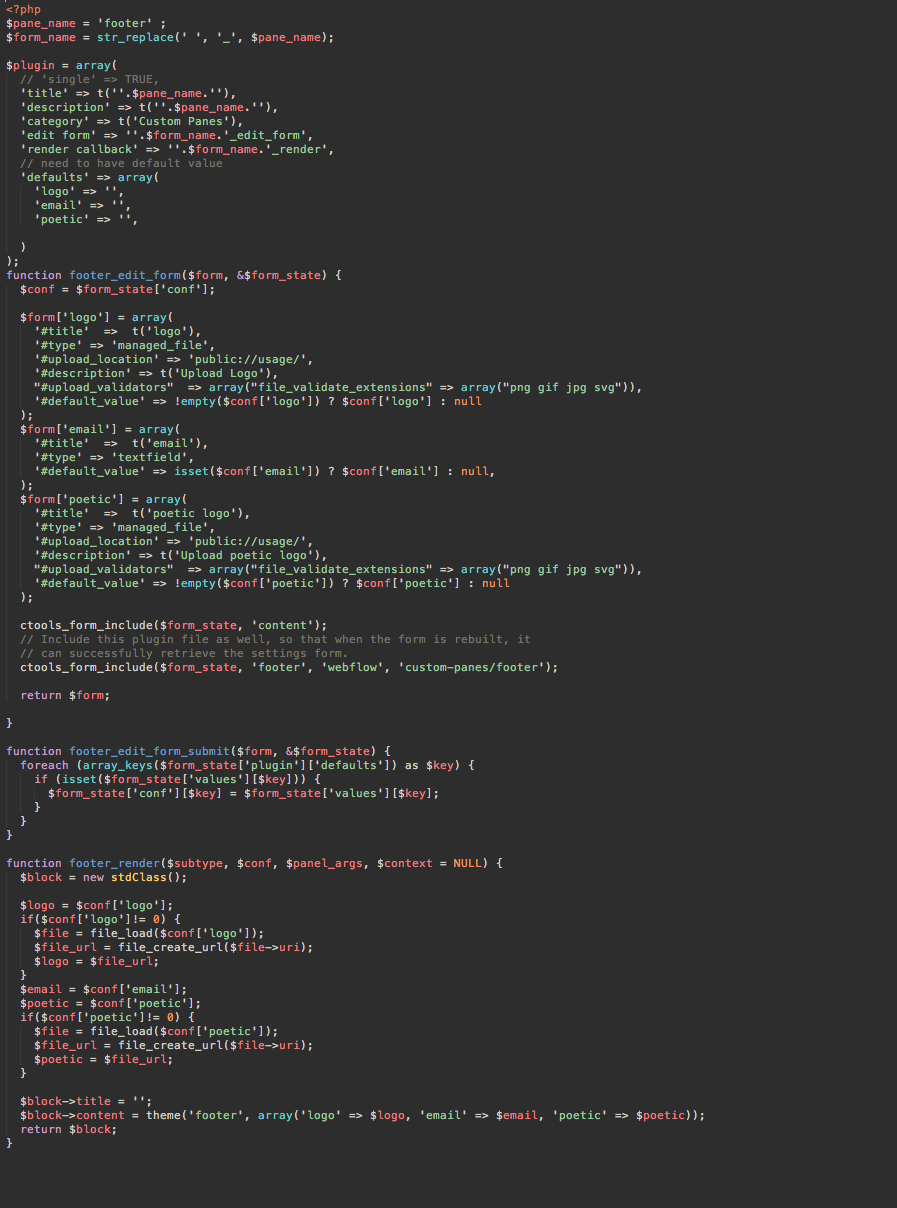 <?php
$pane_name = 'footer' ;
$form_name = str_replace(' ', '_', $pane_name);

$plugin = array(
  // 'single' => TRUE,
  'title' => t(''.$pane_name.''),
  'description' => t(''.$pane_name.''),
  'category' => t('Custom Panes'),
  'edit form' => ''.$form_name.'_edit_form',
  'render callback' => ''.$form_name.'_render',
  // need to have default value
  'defaults' => array(
    'logo' => '',
    'email' => '',
    'poetic' => '',

  )
);
function footer_edit_form($form, &$form_state) {
  $conf = $form_state['conf'];

  $form['logo'] = array(
    '#title'  =>  t('logo'),
    '#type' => 'managed_file',
    '#upload_location' => 'public://usage/',
    '#description' => t('Upload Logo'),
    "#upload_validators"  => array("file_validate_extensions" => array("png gif jpg svg")),
    '#default_value' => !empty($conf['logo']) ? $conf['logo'] : null
  );
  $form['email'] = array(
    '#title'  =>  t('email'),
    '#type' => 'textfield',
    '#default_value' => isset($conf['email']) ? $conf['email'] : null,
  );
  $form['poetic'] = array(
    '#title'  =>  t('poetic logo'),
    '#type' => 'managed_file',
    '#upload_location' => 'public://usage/',
    '#description' => t('Upload poetic logo'),
    "#upload_validators"  => array("file_validate_extensions" => array("png gif jpg svg")),
    '#default_value' => !empty($conf['poetic']) ? $conf['poetic'] : null
  );

  ctools_form_include($form_state, 'content');
  // Include this plugin file as well, so that when the form is rebuilt, it
  // can successfully retrieve the settings form.
  ctools_form_include($form_state, 'footer', 'webflow', 'custom-panes/footer');

  return $form;

}

function footer_edit_form_submit($form, &$form_state) {
  foreach (array_keys($form_state['plugin']['defaults']) as $key) {
    if (isset($form_state['values'][$key])) {
      $form_state['conf'][$key] = $form_state['values'][$key];
    }
  }
}

function footer_render($subtype, $conf, $panel_args, $context = NULL) {
  $block = new stdClass();

  $logo = $conf['logo'];
  if($conf['logo']!= 0) {
    $file = file_load($conf['logo']);
    $file_url = file_create_url($file->uri);
    $logo = $file_url;
  }
  $email = $conf['email'];
  $poetic = $conf['poetic'];
  if($conf['poetic']!= 0) {
    $file = file_load($conf['poetic']);
    $file_url = file_create_url($file->uri);
    $poetic = $file_url;
  }

  $block->title = '';
  $block->content = theme('footer', array('logo' => $logo, 'email' => $email, 'poetic' => $poetic));
  return $block;
}